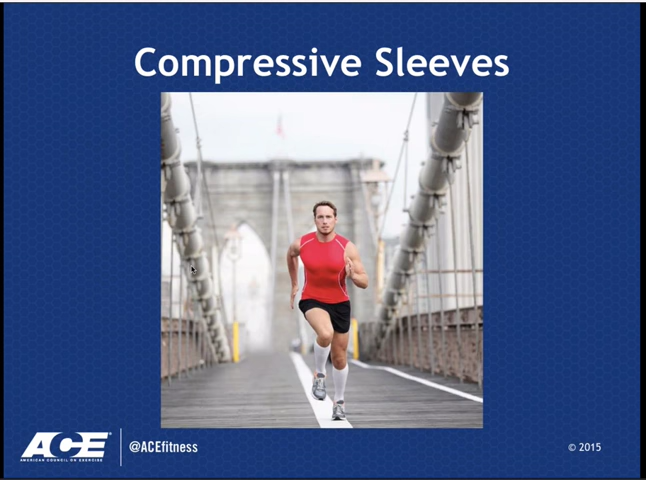 Compressive Sleeves
ACE®
AMERICAN COUNCIL ON EXERCISE
@ACEfitness
© 2015